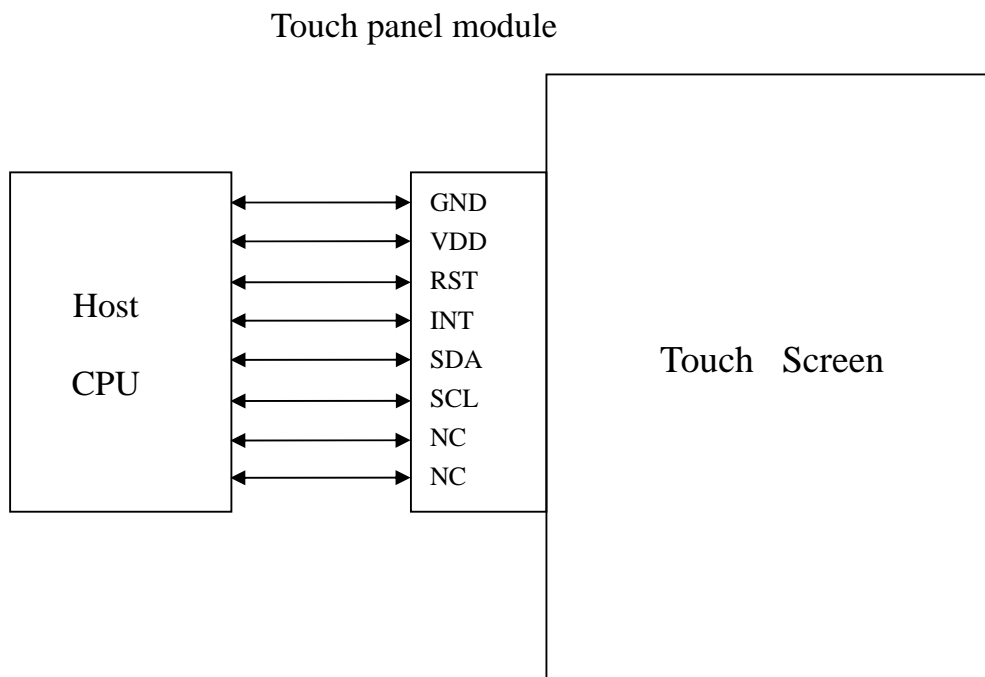 Touch panel module
Host
CPU
GND
VDD
RST
INT
SDA
SCL
NC
NC
Touch Screen